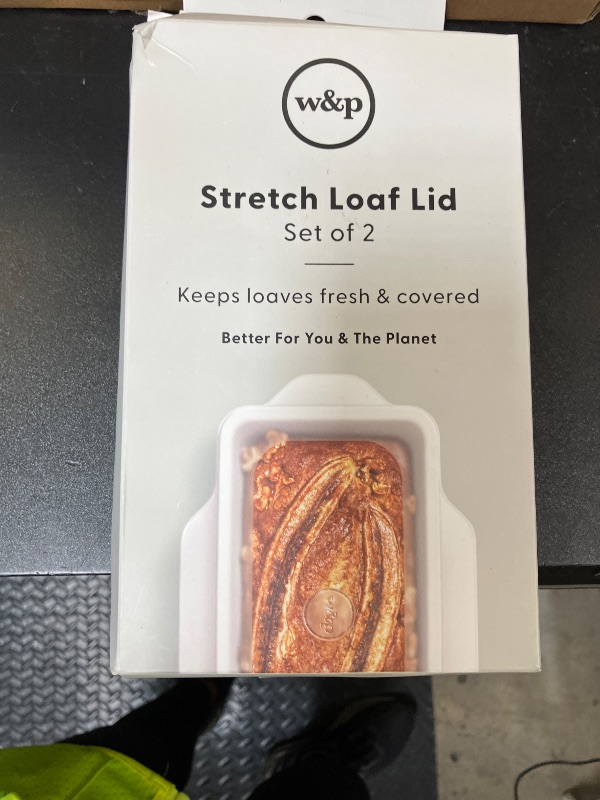 w&p
Stretch Loaf Lid
Set of 2
Keeps loaves fresh & covered
Better For You & The Planet
w&p